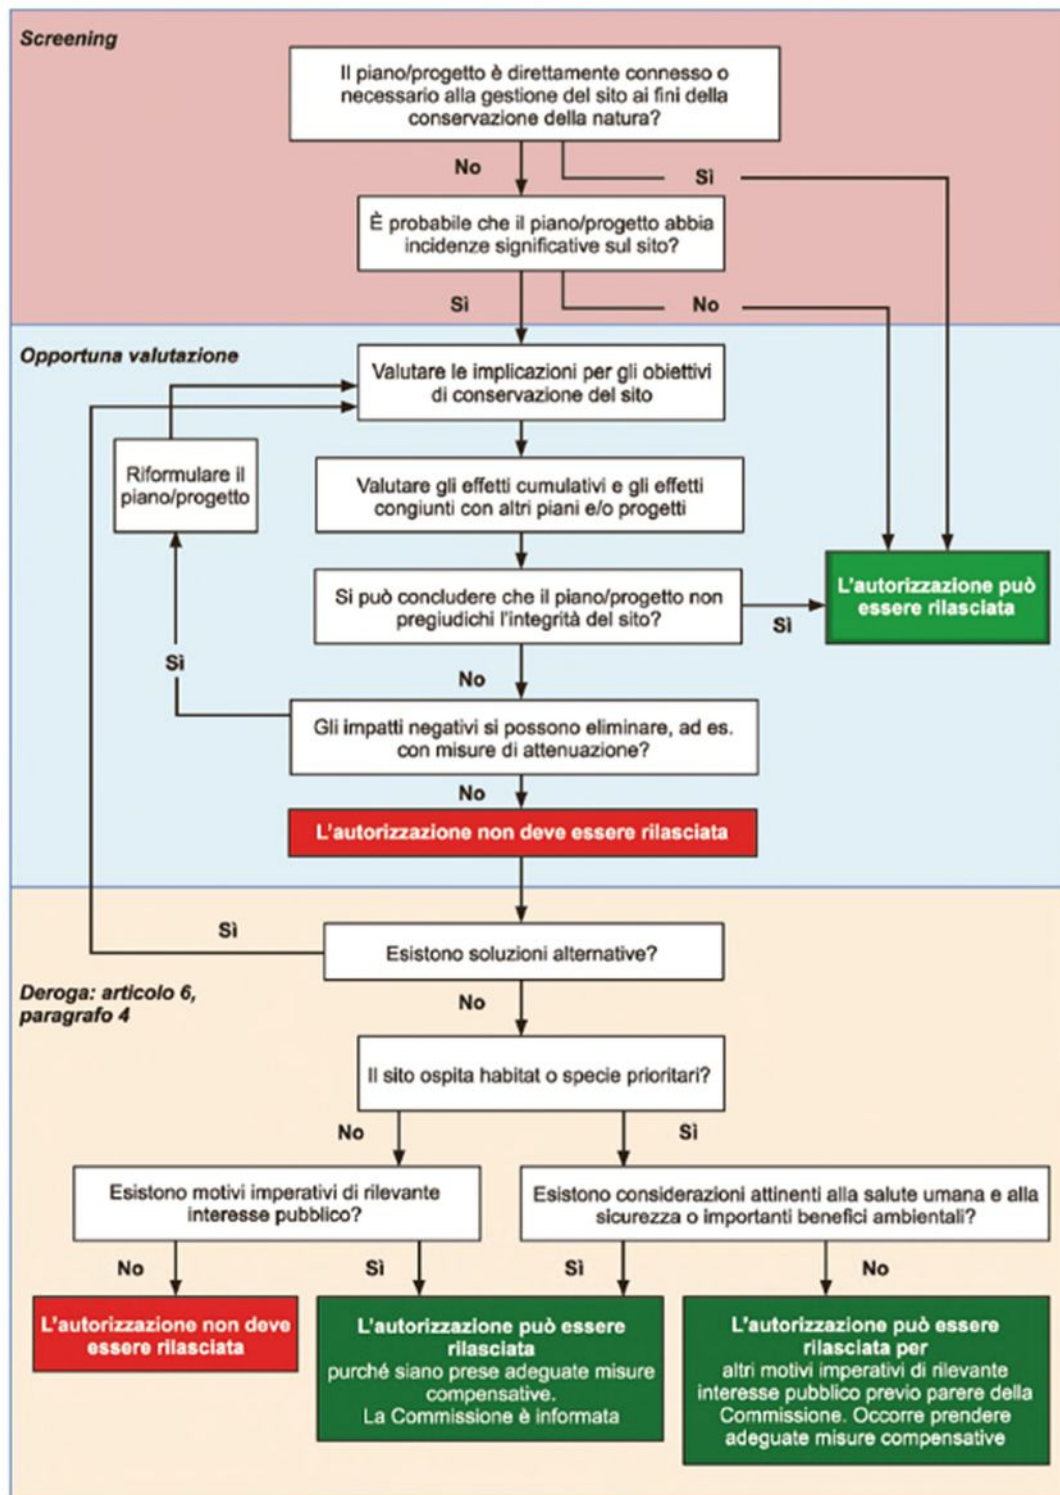 Screening
Il piano/progetto è direttamente connesso o
necessario alla gestione del sito ai fini della
conservazione della natura?
No
Sì
È probabile che il piano/progetto abbia
incidenze significative sul sito?
Sì
No
Opportuna valutazione
Valutare le implicazioni per gli obiettivi
di conservazione del sito
Riformulare il
piano/progetto
Valutare gli effetti cumulativi e gli effetti
congiunti con altri piani e/o progetti
Si può concludere che il piano/progetto non
pregiudichi l'integrità del sito?
Sì
L'autorizzazione può
essere rilasciata
Sì
No
Gli impatti negativi si possono eliminare, ad es.
con misure di attenuazione?
No
L'autorizzazione non deve essere rilasciata
Sì
Esistono soluzioni alternative?
Deroga: articolo 6,
paragrafo 4
No
Il sito ospita habitat o specie prioritari?
No
Sì
Esistono motivi imperativi di rilevante
interesse pubblico?
Esistono considerazioni attinenti alla salute umana e alla
sicurezza o importanti benefici ambientali?
No
Sì
Sì
No
L'autorizzazione non deve
essere rilasciata
L'autorizzazione può essere
rilasciata
purché siano prese adeguate misure
compensative.
La Commissione è informata
L'autorizzazione può essere
rilasciata per
altri motivi imperativi di rilevante
interesse pubblico previo parere della
Commissione. Occorre prendere
adeguate misure compensative